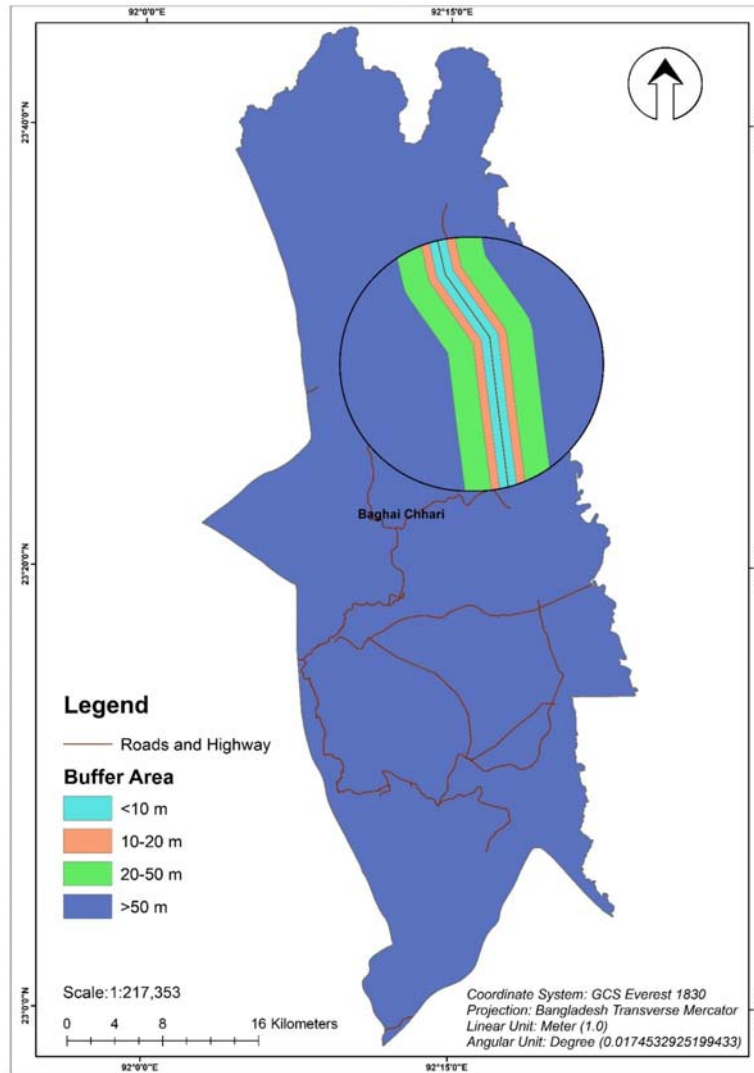 92°0'0"E
92°15'0"E
23°40'0"N
Baghai Chhari
23°20'0"N
Legend
Roads and Highway
Buffer Area
<10 m
10-20 m
20-50 m
>50 m
Scale:1:217,353
0 4 8 16 Kilometers
Coordinate System: GCS Everest 1830
Projection: Bangladesh Transverse Mercator
Linear Unit: Meter (1.0)
Angular Unit: Degree (0.0174532925199433)
23°0'0"N
92°0'0"E
92°15'0"E